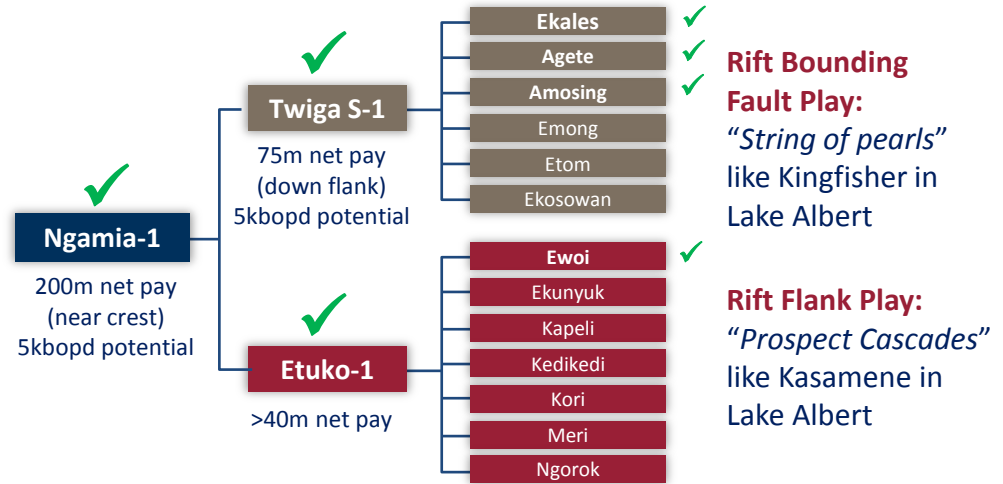 Ngamia-1
200m net pay
(near crest)
5kbopd potential
Twiga S-1
75m net pay
(down flank)
5kbopd potential
Etuko-1
>40m net pay
Ekales
Agete
Amosing
Emong
Etom
Ekosowan
Ewoi
Ekunyuk
Kapeli
Kedikedi
Kori
Meri
Ngorok
Rift Bounding
Fault Play:
“String of pearls”
like Kingfisher in
Lake Albert
Rift Flank Play:
“Prospect Cascades”
like Kasamene in
Lake Albert